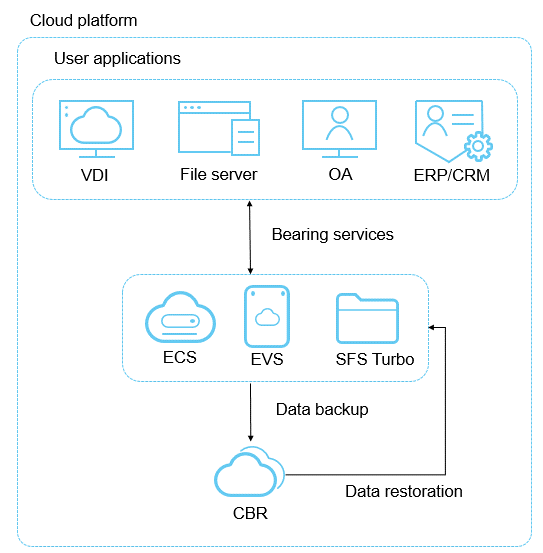 Cloud platform
User applications
VDI
File server
OA
ERP/CRM
Bearing services
ECS
EVS
SFS Turbo
Data backup
Data restoration
CBR